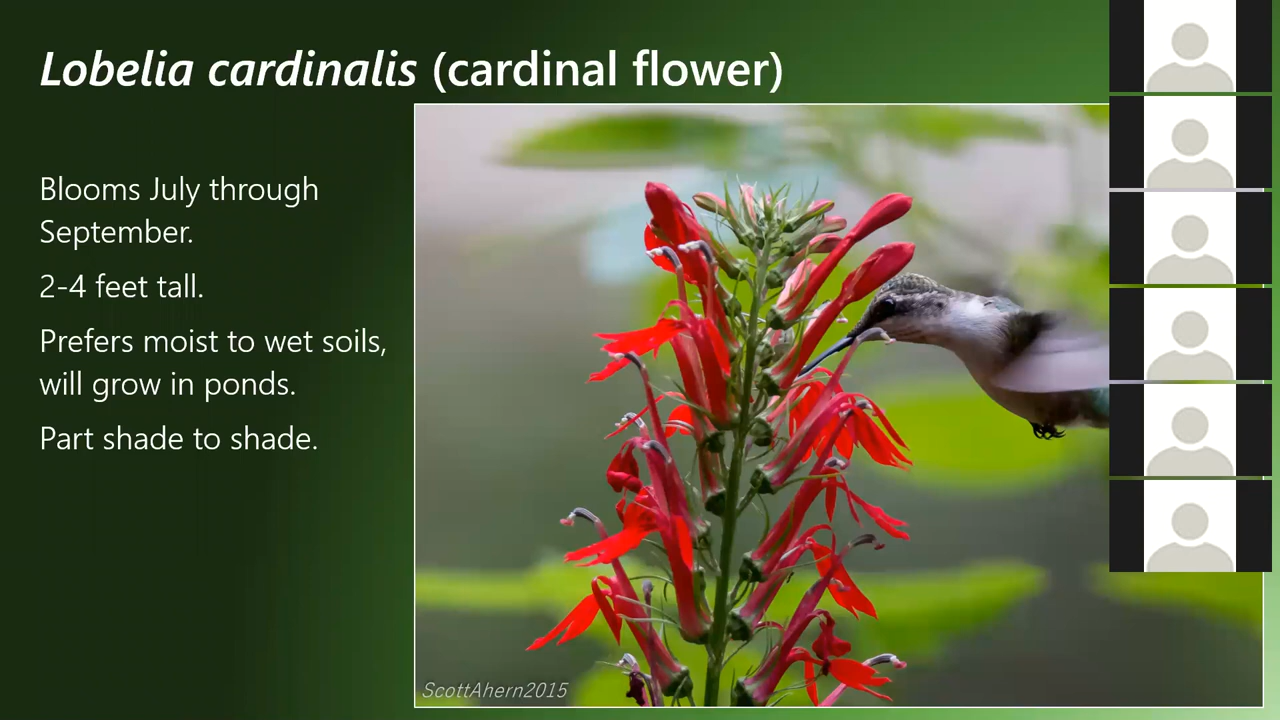 Lobelia cardinalis (cardinal flower)
Blooms July through
September.
2-4 feet tall.
Prefers moist to wet soils,
will grow in ponds.
Part shade to shade.
ScottAhern2015